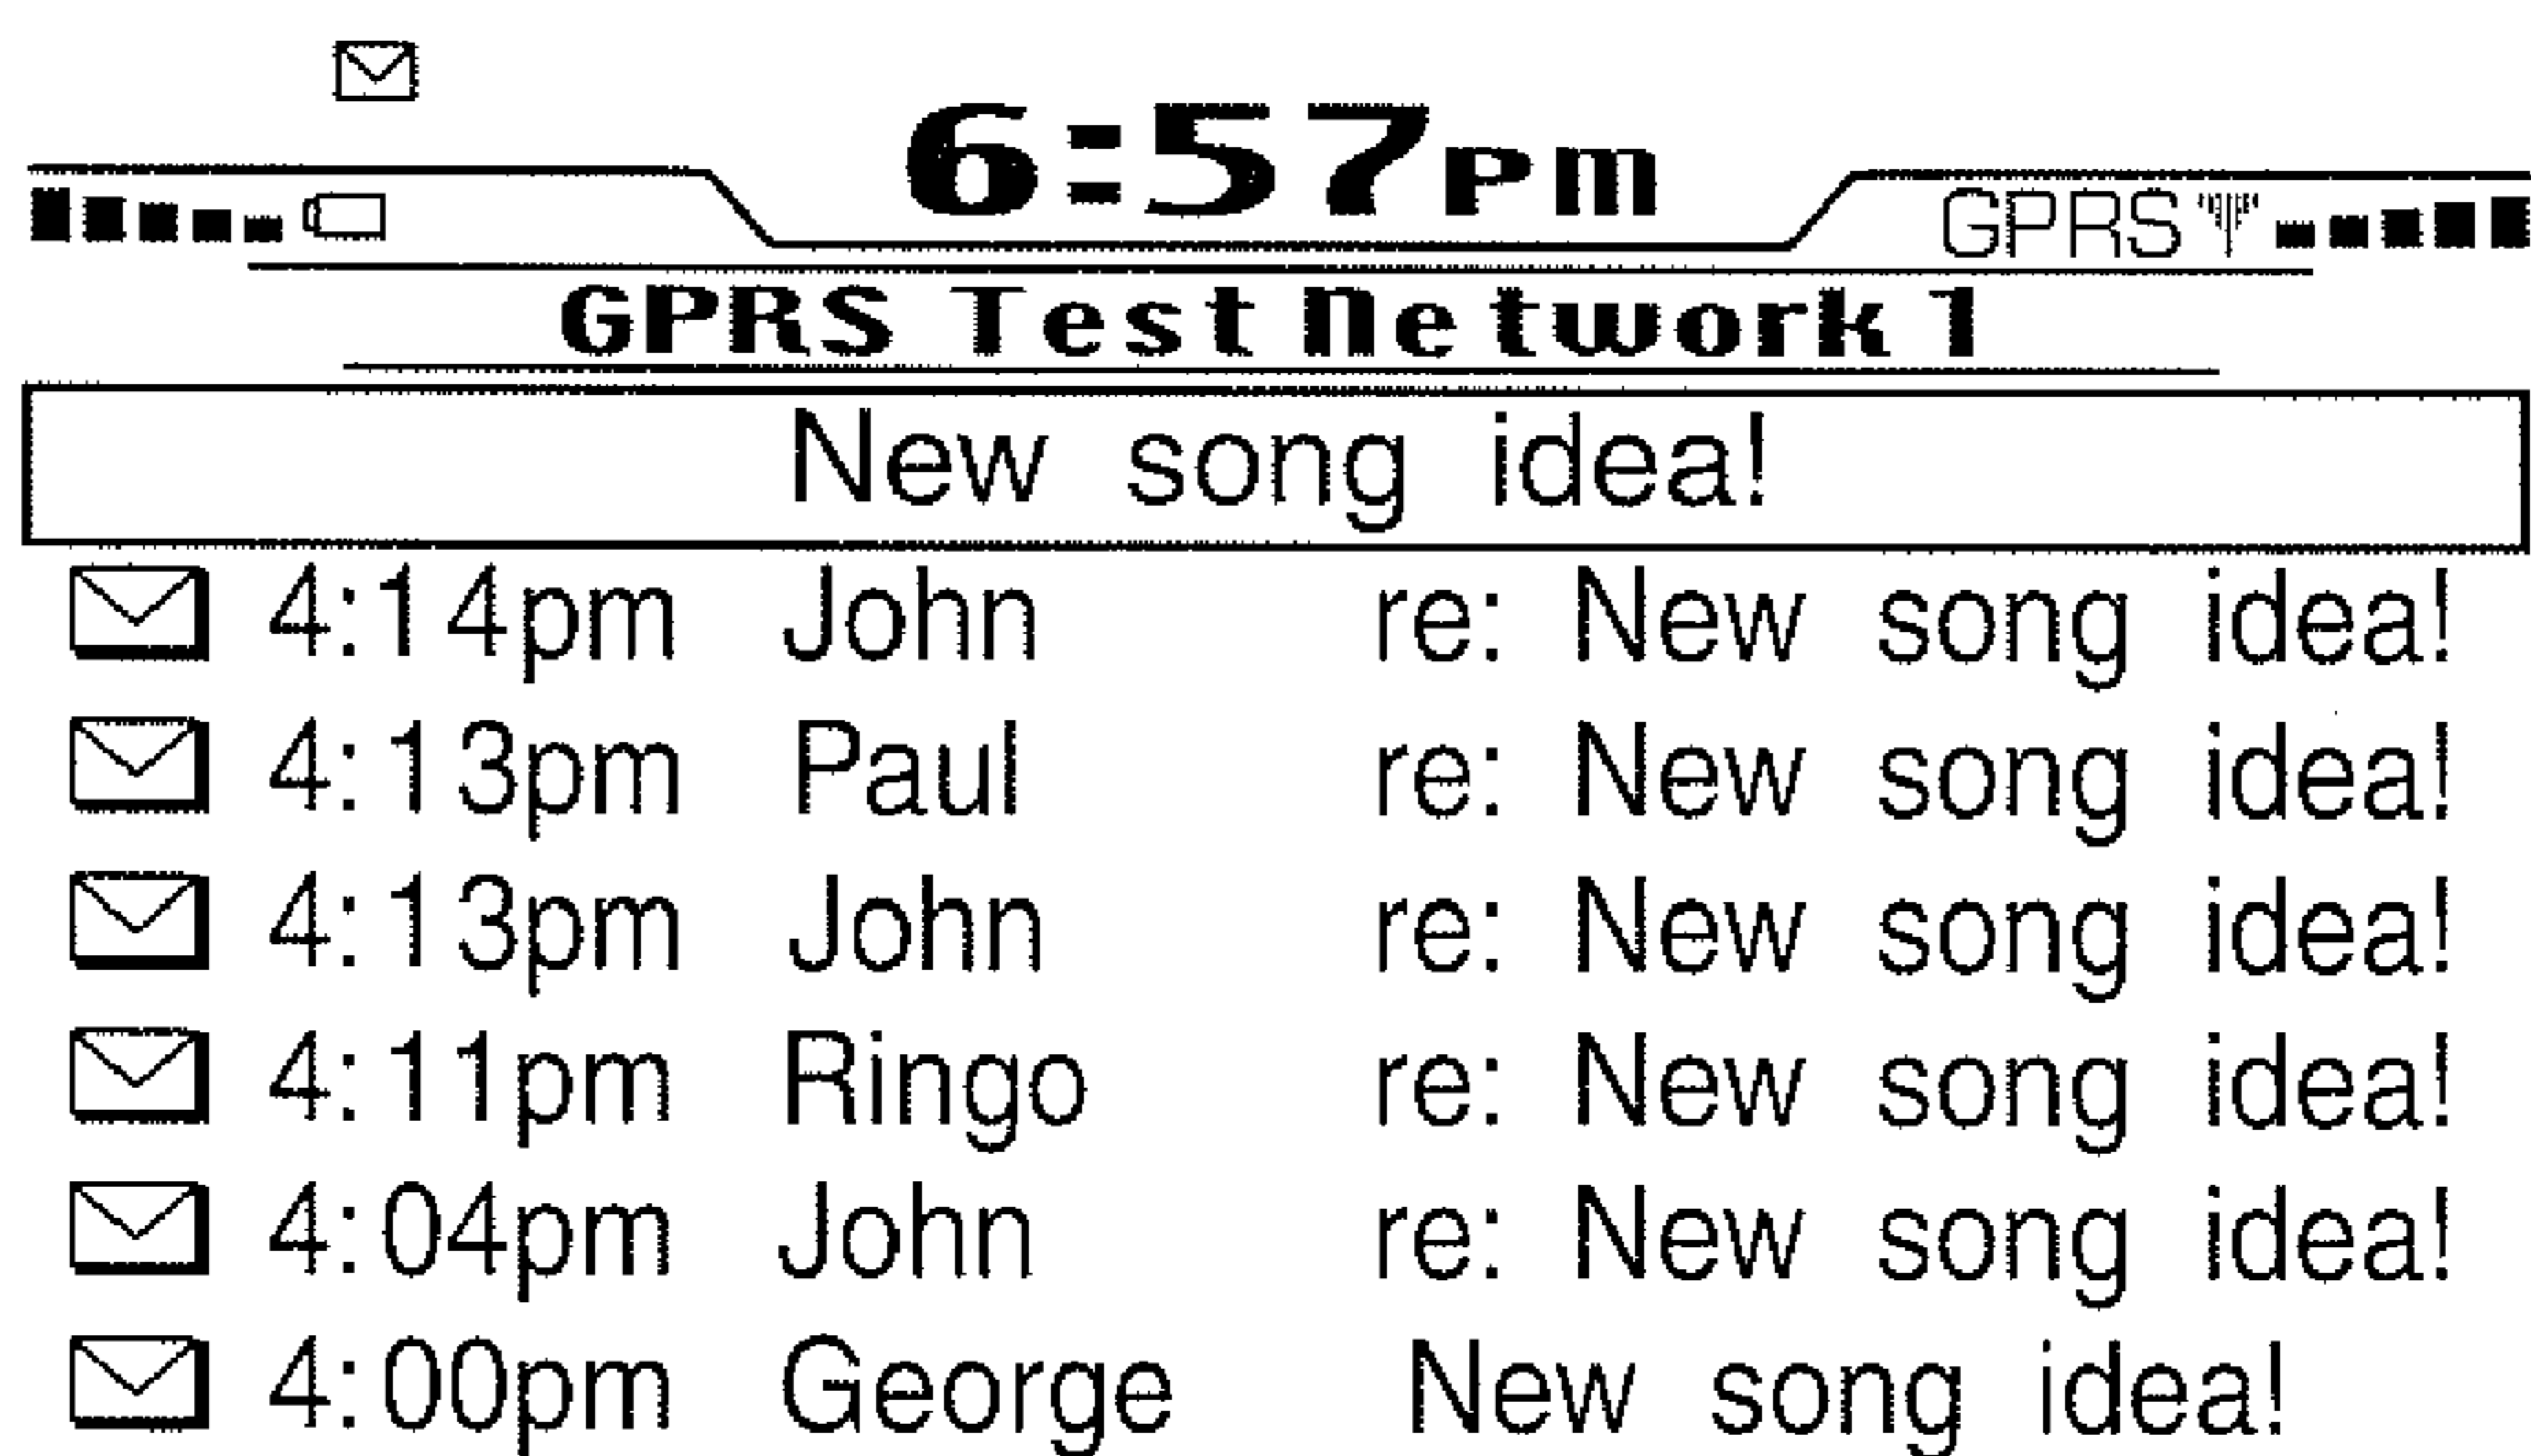 6:57pm
GPRS
GPRS Test Network 1
New song idea!
4:14pm John re: New song idea!
4:13pm Paul re: New song idea!
4:13pm John re: New song idea!
4:11pm Ringo re: New song idea!
4:04pm John re: New song idea!
4:00pm George New song idea!